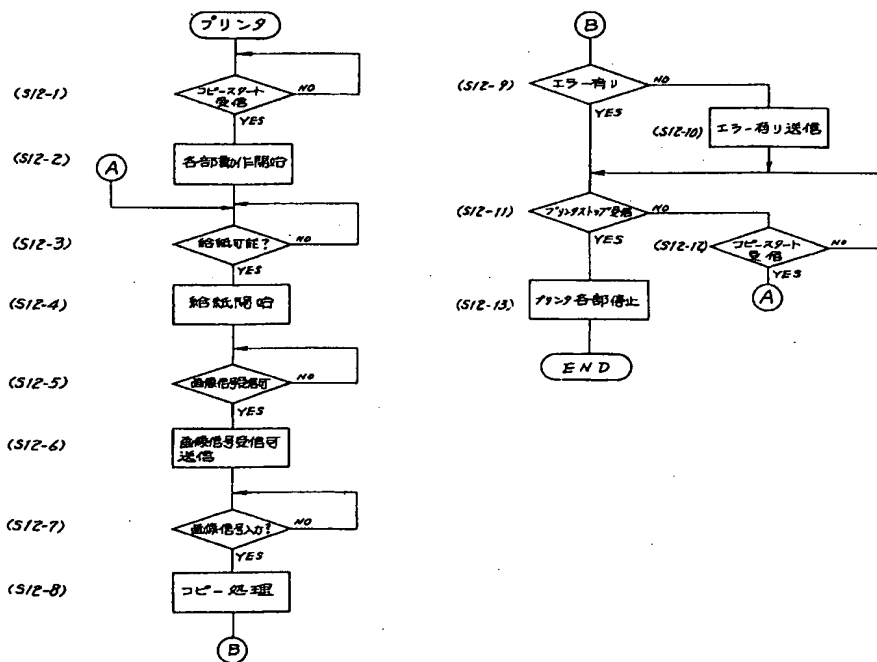 プリンタ
(S12-1)
コピースタート
受信
NO
YES
(S12-2)
各部動作開始
A
(S12-3)
給紙可能?
NO
YES
(S12-4)
給紙開始
(S12-5)
画像信号受信可
NO
YES
(S12-6)
画像信号受信可
送信
(S12-7)
画像信号入力?
NO
YES
(S12-8)
コピー処理
B
B
(S12-9)
エラー有り
NO
YES
(S12-10)
エラー有り送信
(S12-11)
プリンタストップ受信
NO
YES
(S12-12)
コピースタート
受信
NO
YES
A
(S12-13)
プリンタ各部停止
END